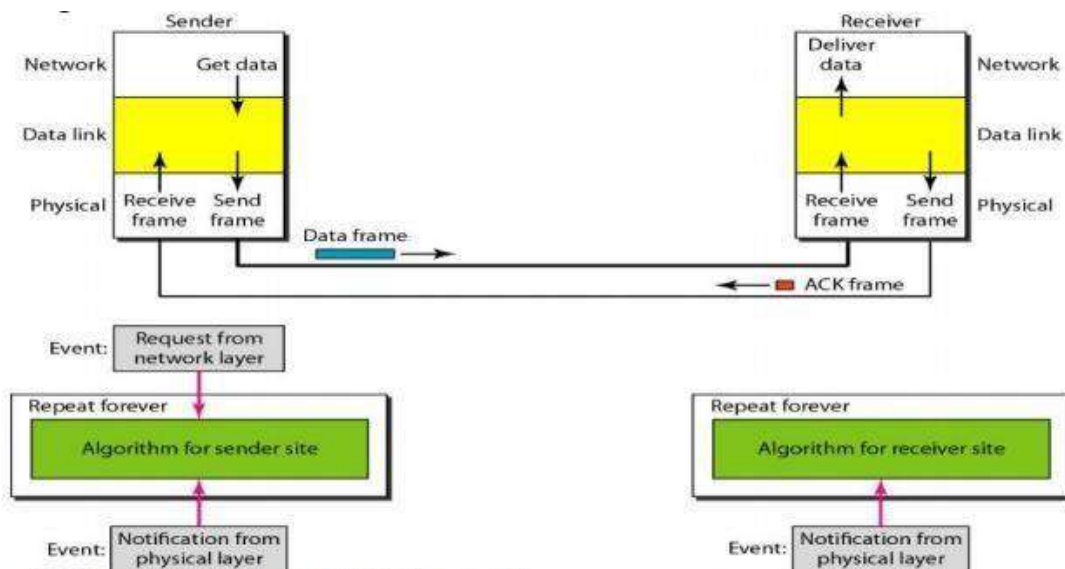 Sender
Receiver
Network
Get data
Deliver
data
Network
Data link
Data link
Physical
Receive
frame
Send
frame
Receive
frame
Send
frame
Physical
Data frame
ACK frame
Event:
Request from
network layer
Repeat forever
Algorithm for sender site
Repeat forever
Algorithm for receiver site
Event:
Notification from
physical layer
Event:
Notification from
physical layer